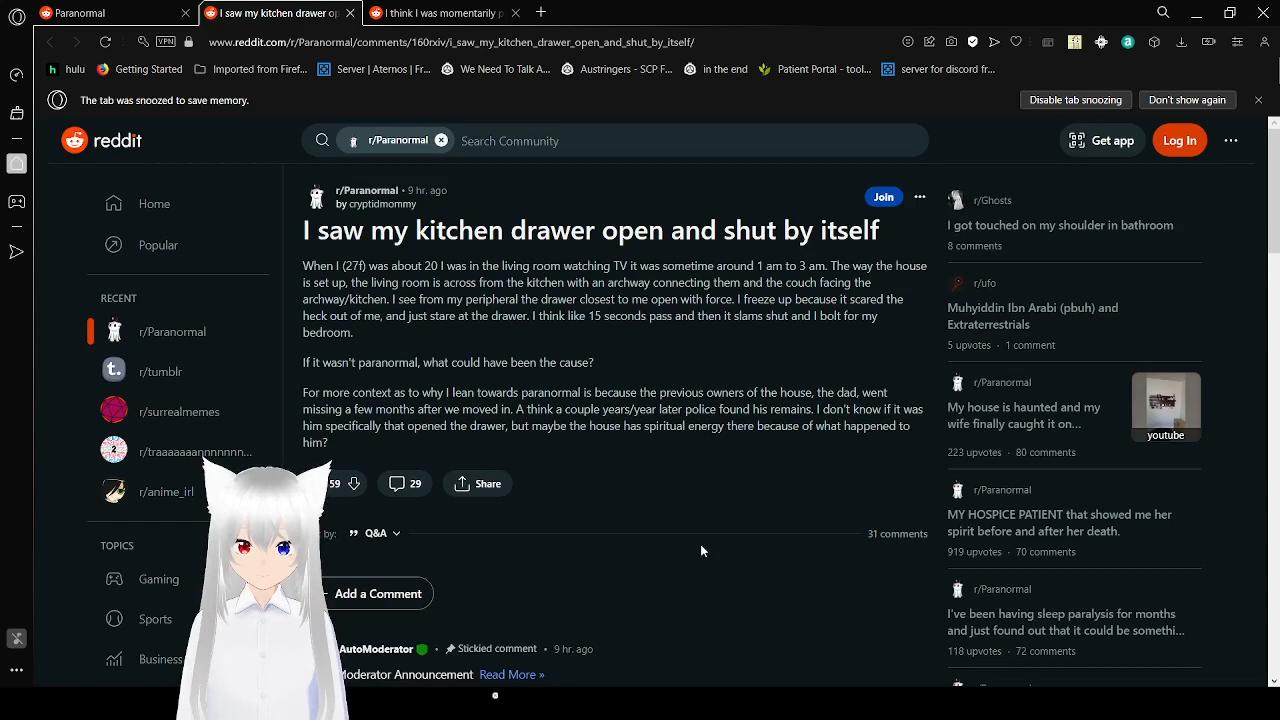 Paranormal
I saw my kitchen drawer op
I think I was momentarily p
VPN
www.reddit.com/r/Paranormal/comments/160rxiv/i_saw_my_kitchen_drawer_open_and_shut_by_itself/
hulu
Getting Started
Imported from Firef...
Server | Aternos | Fr...
We Need To Talk A...
Austringers - SCP F...
in the end
Patient Portal - tool...
server for discord fr...
The tab was snoozed to save memory.
Disable tab snoozing
Don't show again
reddit
r/Paranormal
Search Community
Get app
Log In
Home
Popular
RECENT
r/Paranormal
r/tumblr
r/surrealmemes
r/traaaaaaannnnnnn...
r/anime_irl
TOPICS
Gaming
Sports
Business
r/Paranormal • 9 hr. ago
by cryptidmommy
Join
I saw my kitchen drawer open and shut by itself
When I (27f) was about 20 I was in the living room watching TV it was sometime around 1 am to 3 am. The way the house
is set up, the living room is across from the kitchen with an archway connecting them and the couch facing the
archway/kitchen. I see from my peripheral the drawer closest to me open with force. I freeze up because it scared the
heck out of me, and just stare at the drawer. I think like 15 seconds pass and then it slams shut and I bolt for my
bedroom.
If it wasn't paranormal, what could have been the cause?
For more context as to why I lean towards paranormal is because the previous owners of the house, the dad, went
missing a few months after we moved in. A think a couple years/year later police found his remains. I don't know if it was
him specifically that opened the drawer, but maybe the house has spiritual energy there because of what happened to
him?
59
29
Share
by:
Q&A
31 comments
Add a Comment
AutoModerator • Stickied comment • 9 hr. ago
Moderator Announcement Read More »
r/Ghosts
I got touched on my shoulder in bathroom
8 comments
r/ufo
Muhyiddin Ibn Arabi (pbuh) and
Extraterrestrials
5 upvotes · 1 comment
r/Paranormal
My house is haunted and my
wife finally caught it on...
youtube
223 upvotes · 80 comments
r/Paranormal
MY HOSPICE PATIENT that showed me her
spirit before and after her death.
919 upvotes · 70 comments
r/Paranormal
I've been having sleep paralysis for months
and just found out that it could be somethi...
118 upvotes · 72 comments